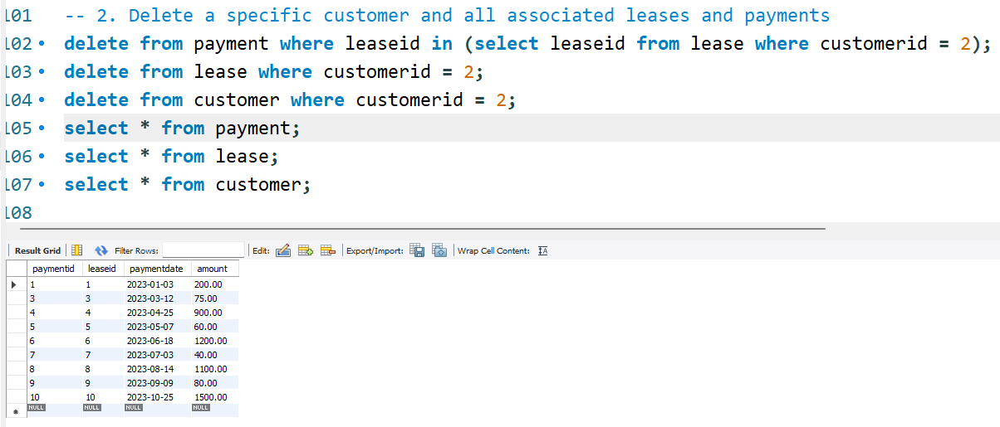 101 -- 2. Delete a specific customer and all associated leases and payments
102 delete from payment where leaseid in (select leaseid from lease where customerid = 2);
103 delete from lease where customerid = 2;
104 delete from customer where customerid = 2;
105 select * from payment;
106 select * from lease;
107 select * from customer;
108
Result Grid Filter Rows: Edit: Export/Import: Wrap Cell Content:
paymentid leaseid paymentdate amount
1 1 2023-01-03 200.00
3 3 2023-03-12 75.00
4 4 2023-04-25 900.00
5 5 2023-05-07 60.00
6 6 2023-06-18 1200.00
7 7 2023-07-03 40.00
8 8 2023-08-14 1100.00
9 9 2023-09-09 80.00
10 10 2023-10-25 1500.00
NULL NULL NULL NULL